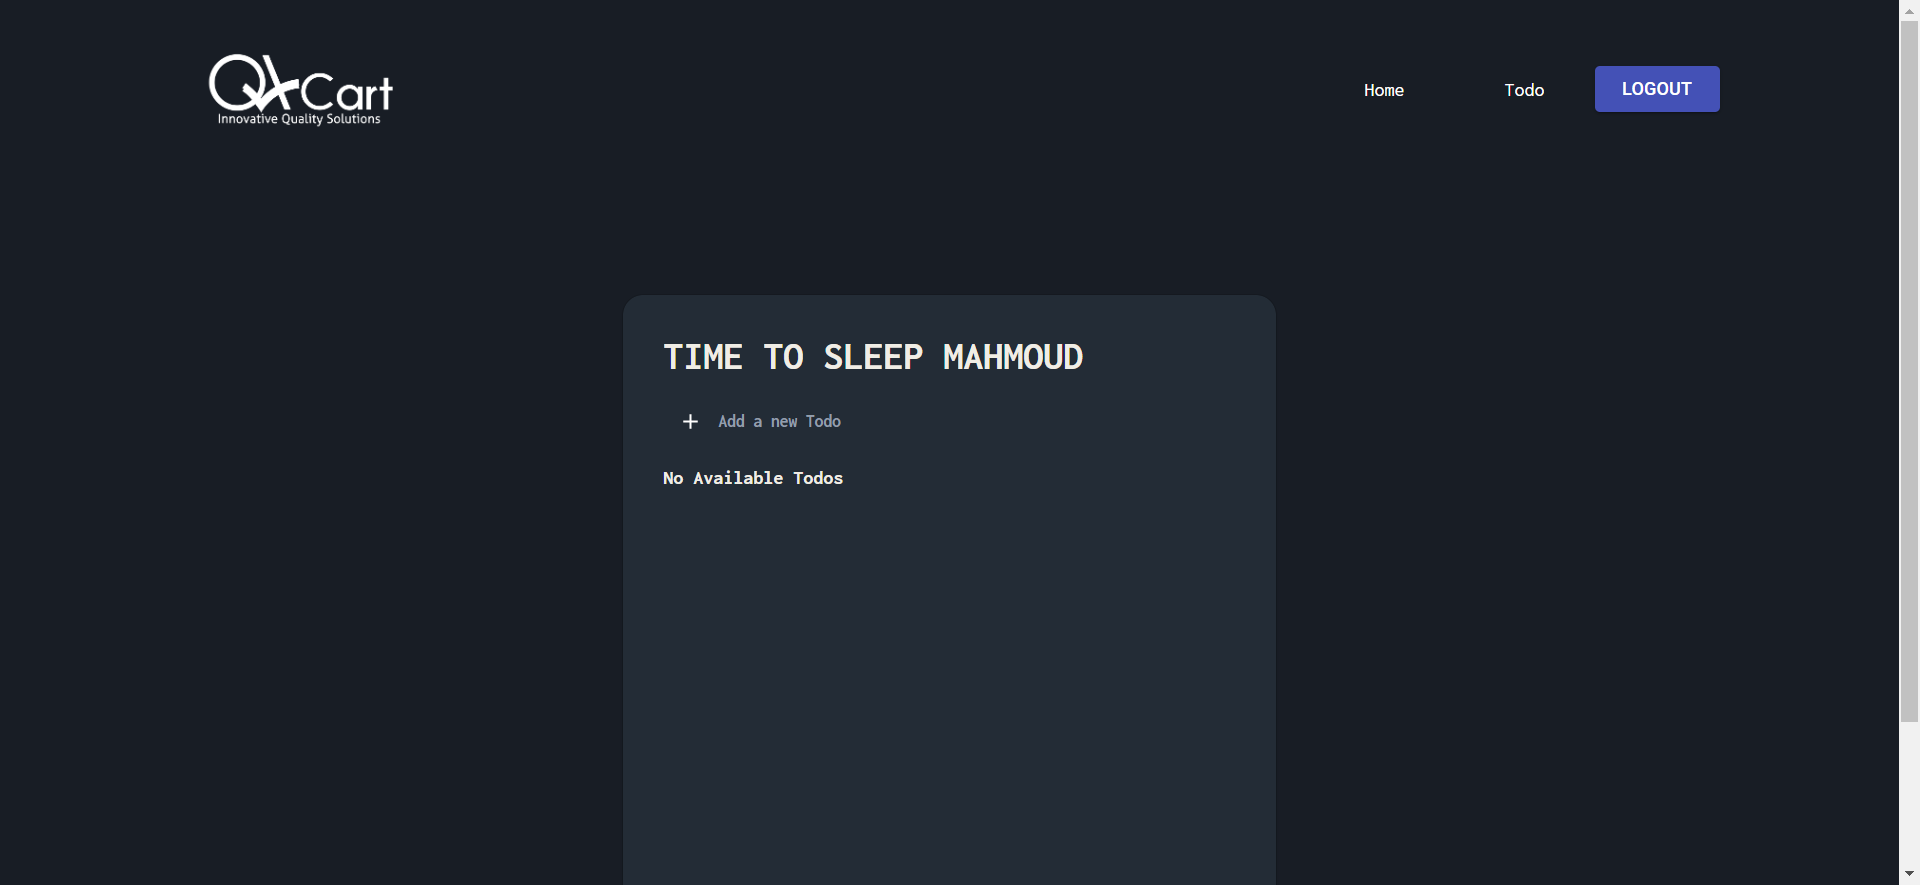 QACart
Innovative Quality Solutions
Home
Todo
LOGOUT
TIME TO SLEEP MAHMOUD
Add a new Todo
No Available Todos